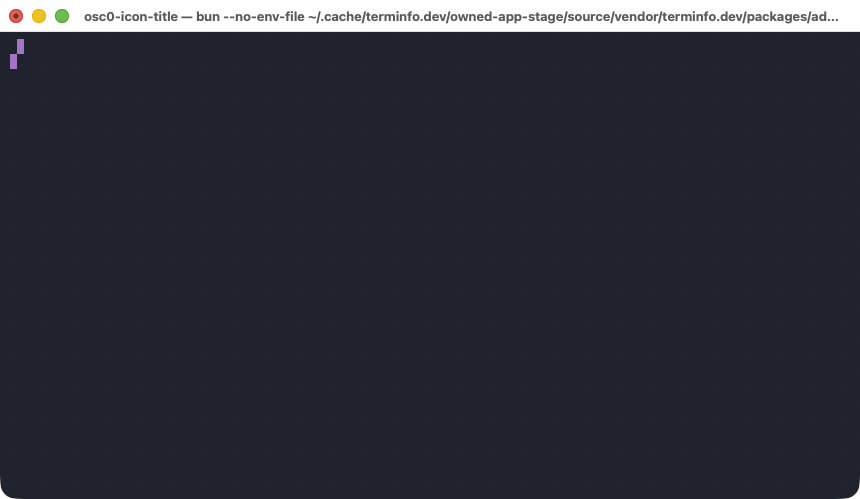 osc0-icon-title — bun --no-env-file ~/.cache/terminfo.dev/owned-app-stage/source/vendor/terminfo.dev/packages/ad...